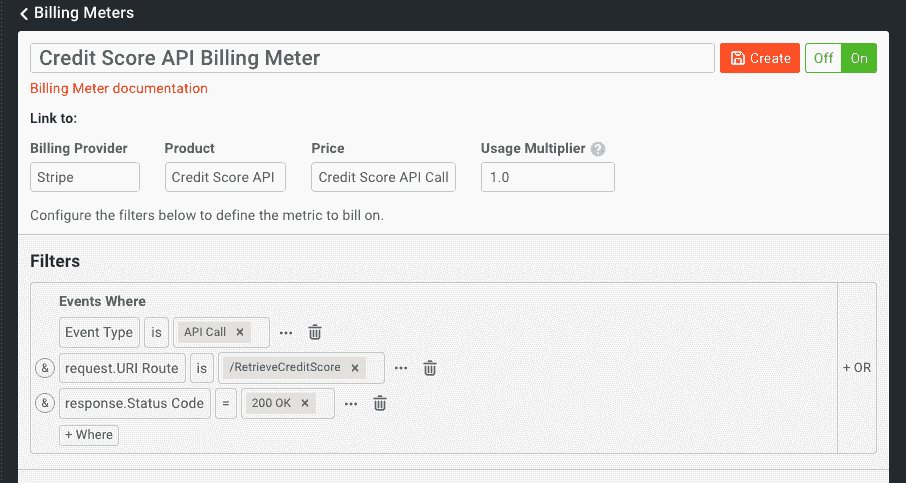 Billing Meters
Credit Score API Billing Meter
Create
Off
On
Billing Meter documentation
Link to:
Billing Provider
Product
Price
Usage Multiplier ?
Stripe
Credit Score API
Credit Score API Call
1.0
Configure the filters below to define the metric to bill on.
Filters
Events Where
Event Type is API Call × ...
& request.URI Route is /RetrieveCreditScore × ...
+ OR
& response.Status Code = 200 OK × ...
+ Where